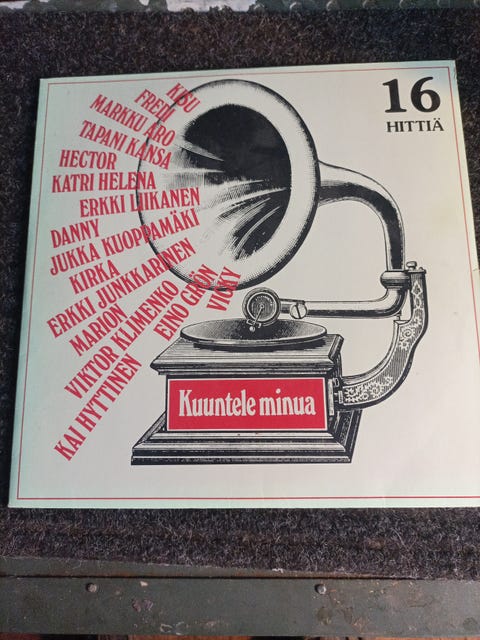 16
HITTIÄ
KISU
FREDI
MARKKU ARO
TAPANI KANSA
HECTOR
KATRI HELENA
ERKKI LIIKANEN
DANNY
JUKKA KUOPPAMÄKI
KIRKA
ERKKI JUNKKARINEN
MARION
VIKTOR KLIMENKO
EINO GRÖN
VICKY
KAI HYTTINEN
Kuuntele minua